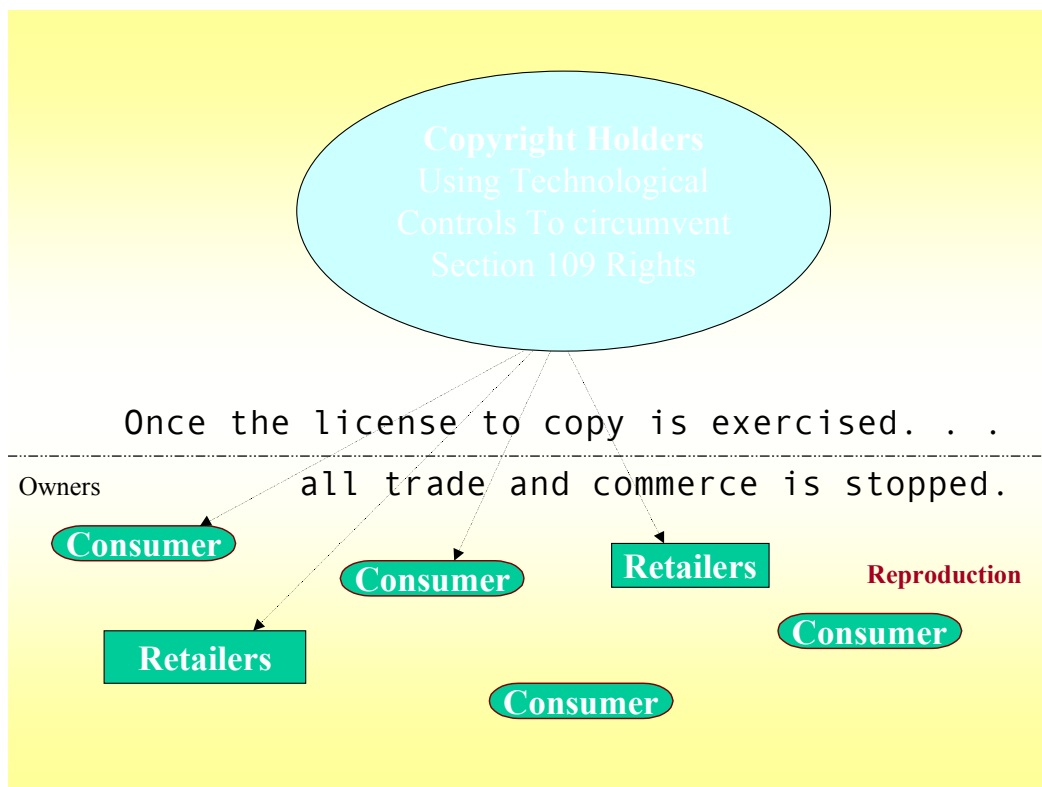 Copyright Holders
Using Technological
Controls To circumvent
Section 109 Rights
Once the license to copy is exercised. . .
Owners
all trade and commerce is stopped.
Consumer
Consumer
Retailers
Reproduction
Consumer
Retailers
Consumer